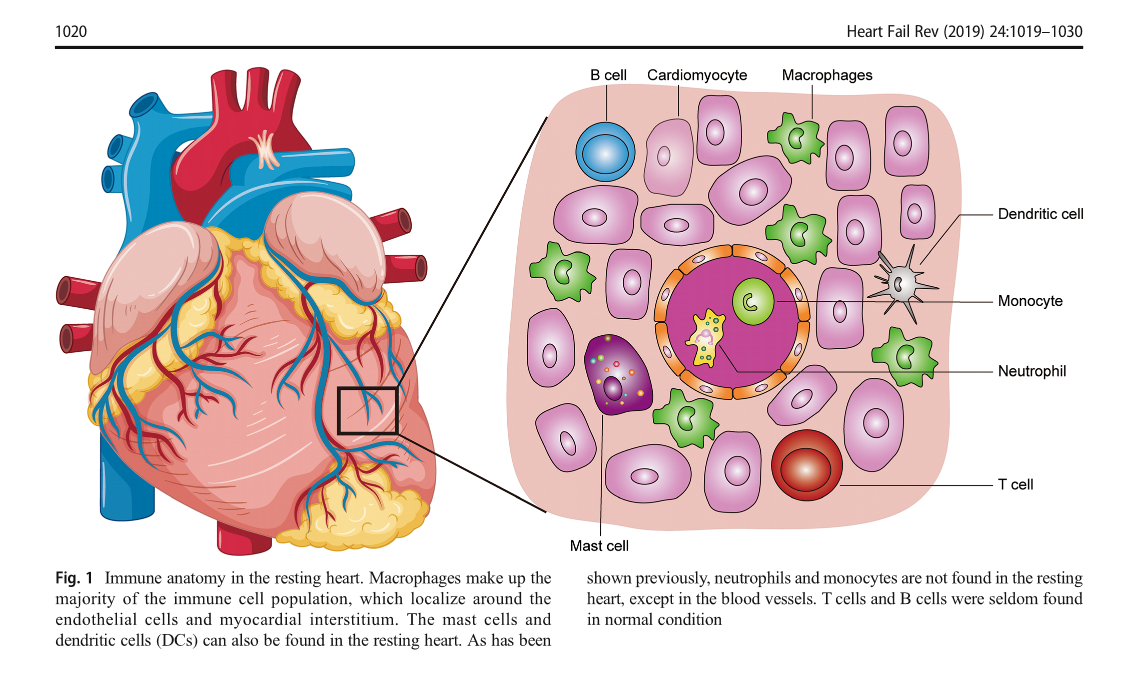 1020
Heart Fail Rev (2019) 24:1019–1030
B cell
Cardiomyocyte
Macrophages
Dendritic cell
Monocyte
Neutrophil
T cell
Mast cell
Fig. 1 Immune anatomy in the resting heart. Macrophages make up the
majority of the immune cell population, which localize around the
endothelial cells and myocardial interstitium. The mast cells and
dendritic cells (DCs) can also be found in the resting heart. As has been
shown previously, neutrophils and monocytes are not found in the resting
heart, except in the blood vessels. T cells and B cells were seldom found
in normal condition